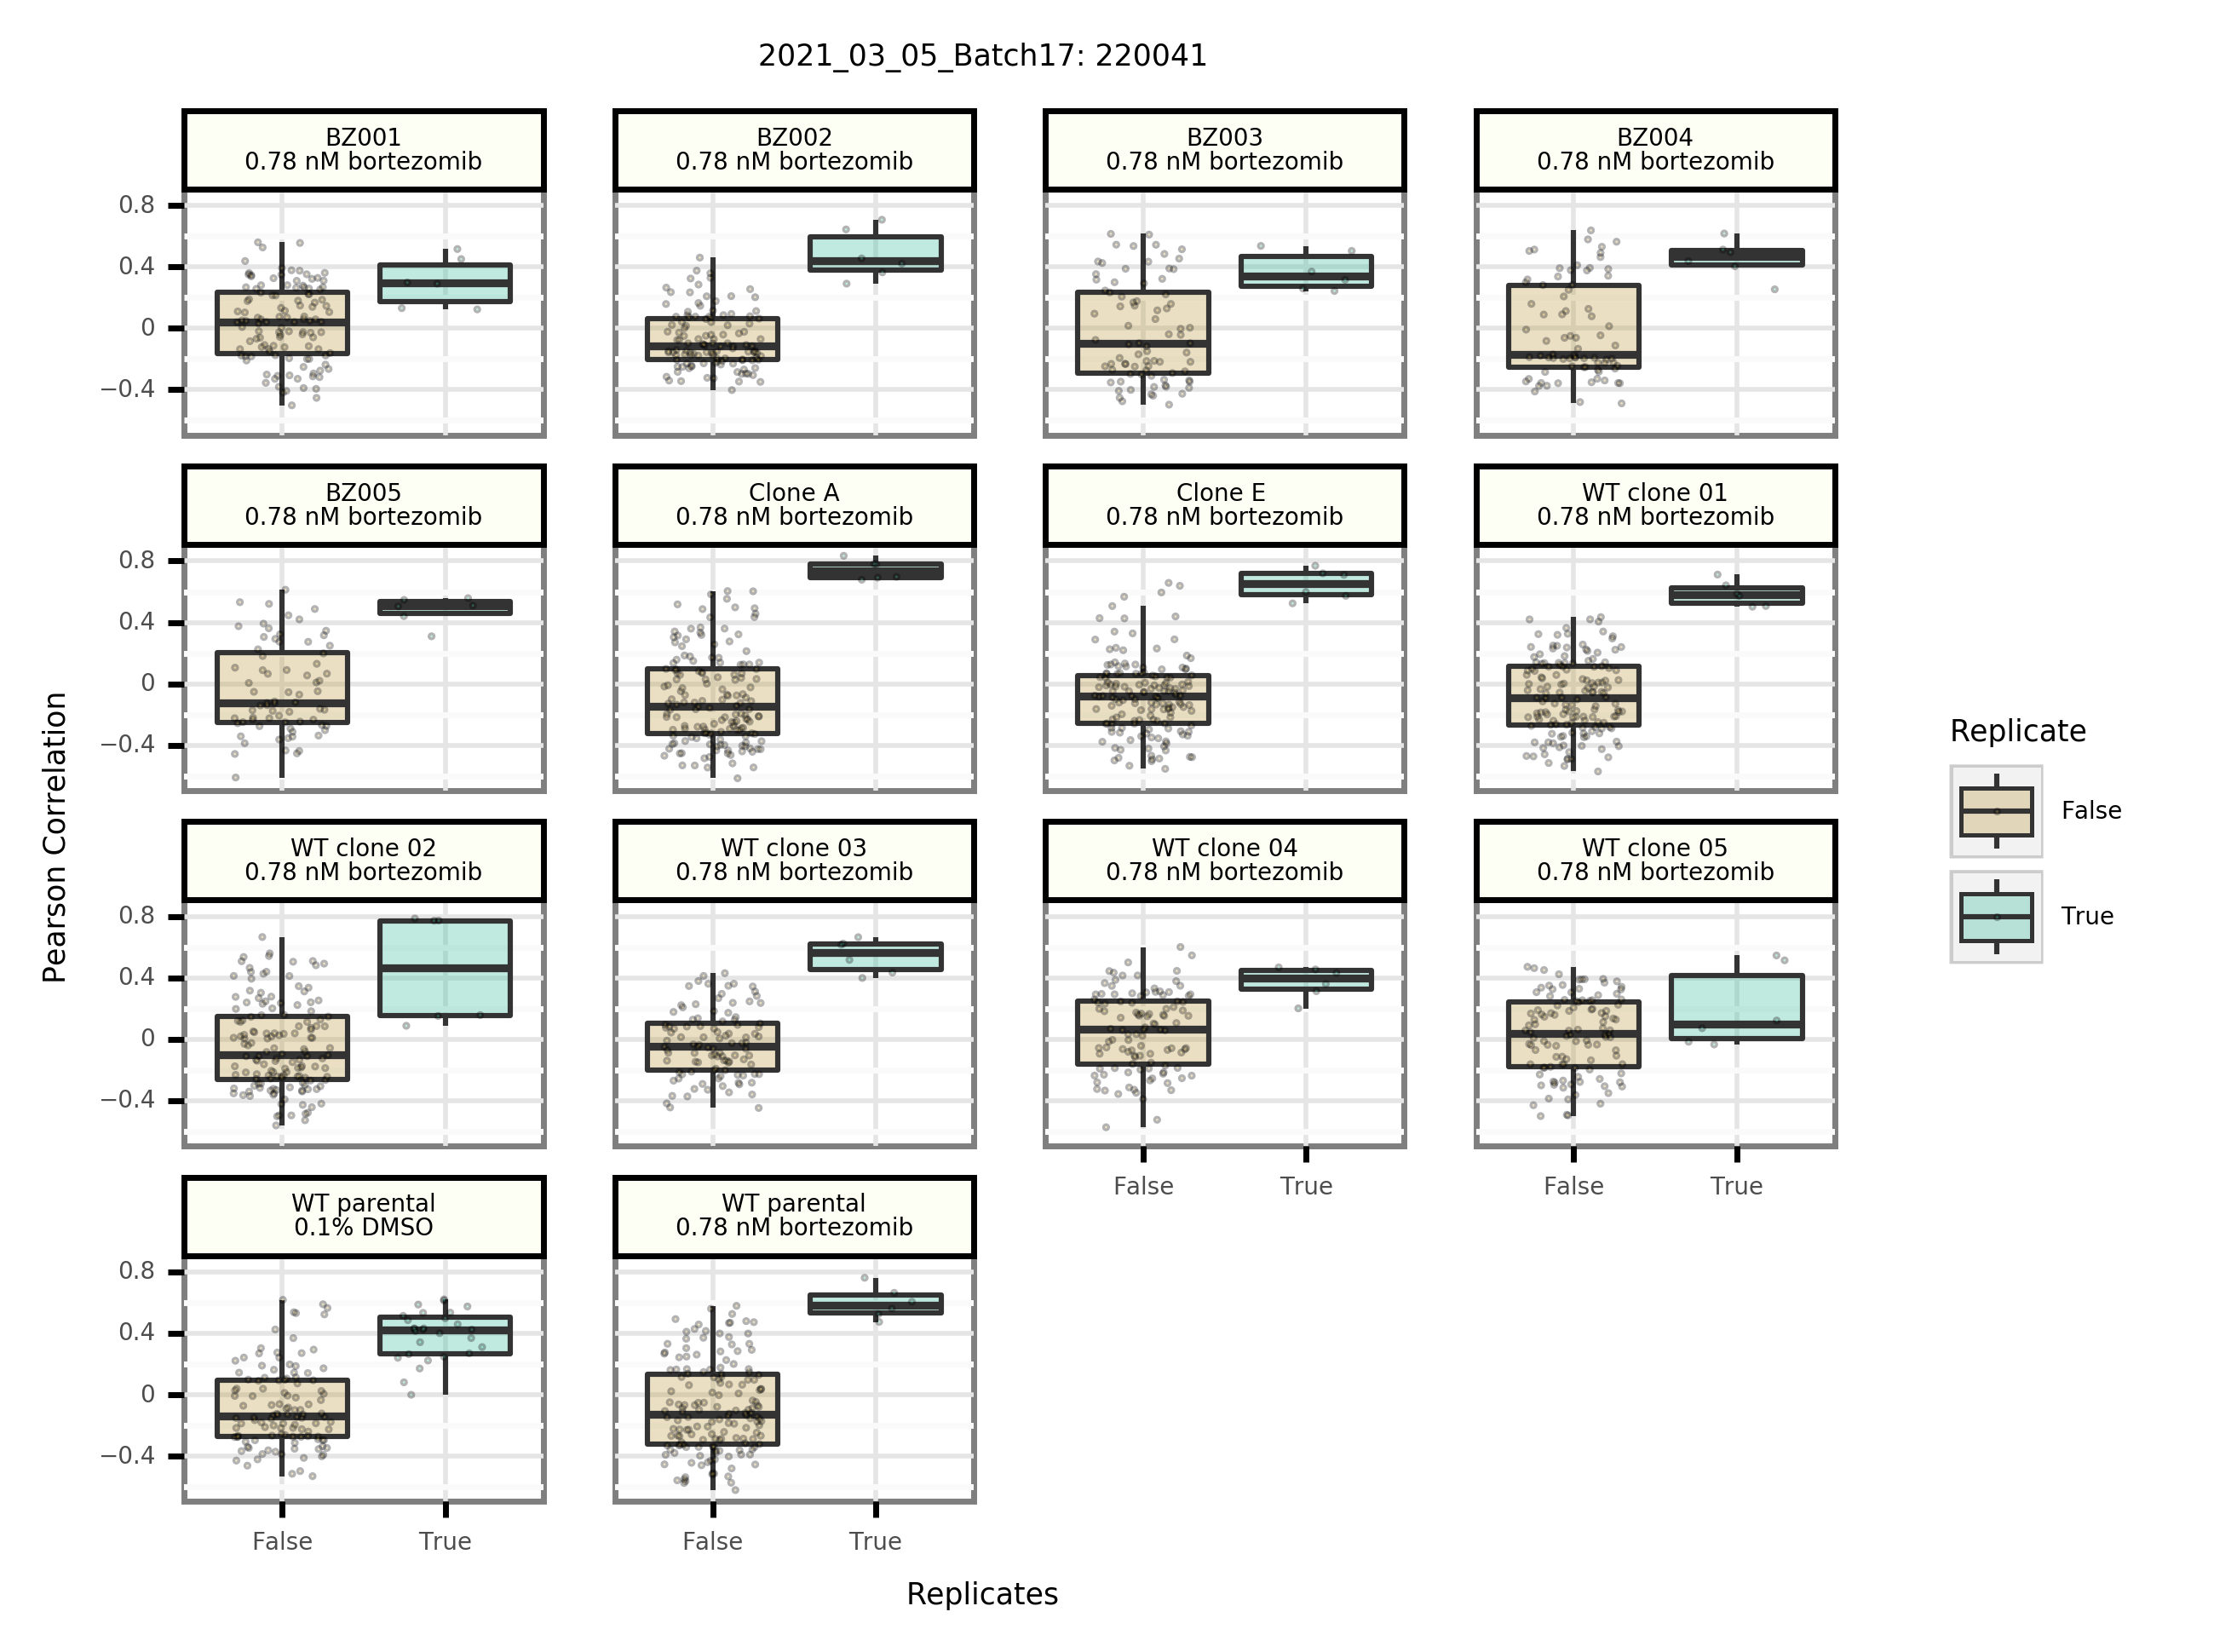 2021_03_05_Batch17: 220041
BZ001
0.78 nM bortezomib
BZ002
0.78 nM bortezomib
BZ003
0.78 nM bortezomib
BZ004
0.78 nM bortezomib
0.8
0.4
0
−0.4
BZ005
0.78 nM bortezomib
Clone A
0.78 nM bortezomib
Clone E
0.78 nM bortezomib
WT clone 01
0.78 nM bortezomib
0.8
0.4
0
−0.4
WT clone 02
0.78 nM bortezomib
WT clone 03
0.78 nM bortezomib
WT clone 04
0.78 nM bortezomib
WT clone 05
0.78 nM bortezomib
0.8
0.4
0
−0.4
False
True
False
True
WT parental
0.1% DMSO
WT parental
0.78 nM bortezomib
0.8
0.4
0
−0.4
False
True
False
True
Replicates
Pearson Correlation
Replicate
False
True